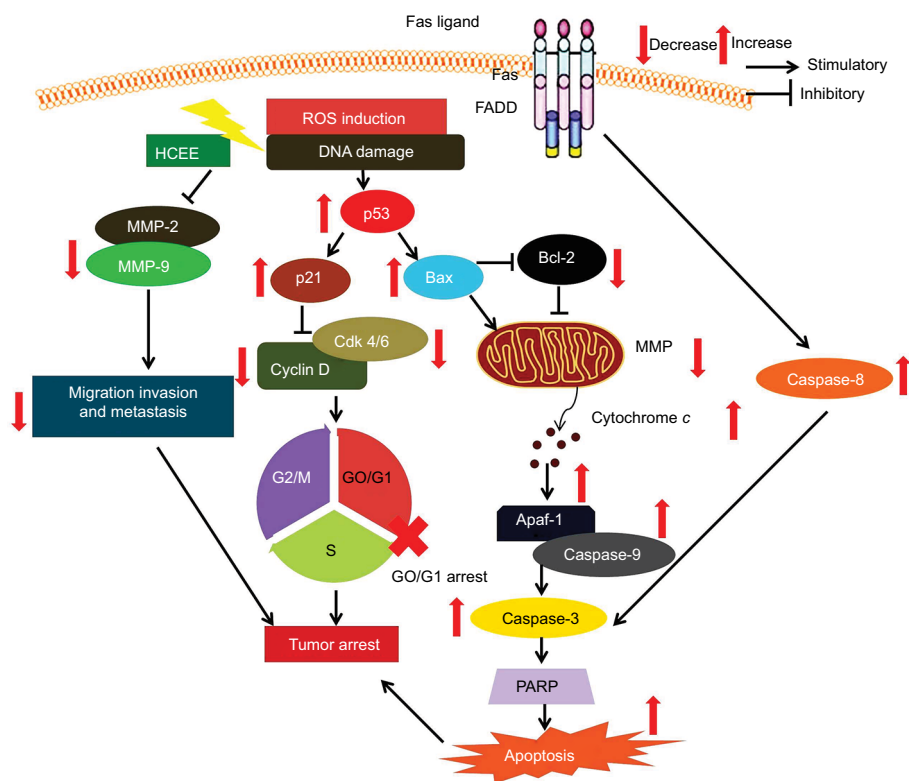 Fas ligand
Decrease
Increase
Stimulatory
Inhibitory
Fas
FADD
ROS induction
DNA damage
HCEE
p53
MMP-2
MMP-9
p21
Bax
Bcl-2
Cdk 4/6
Cyclin D
MMP
Caspase-8
Migration invasion
and metastasis
Cytochrome c
G2/M
GO/G1
S
GO/G1 arrest
Apaf-1
Caspase-9
Caspase-3
Tumor arrest
PARP
Apoptosis